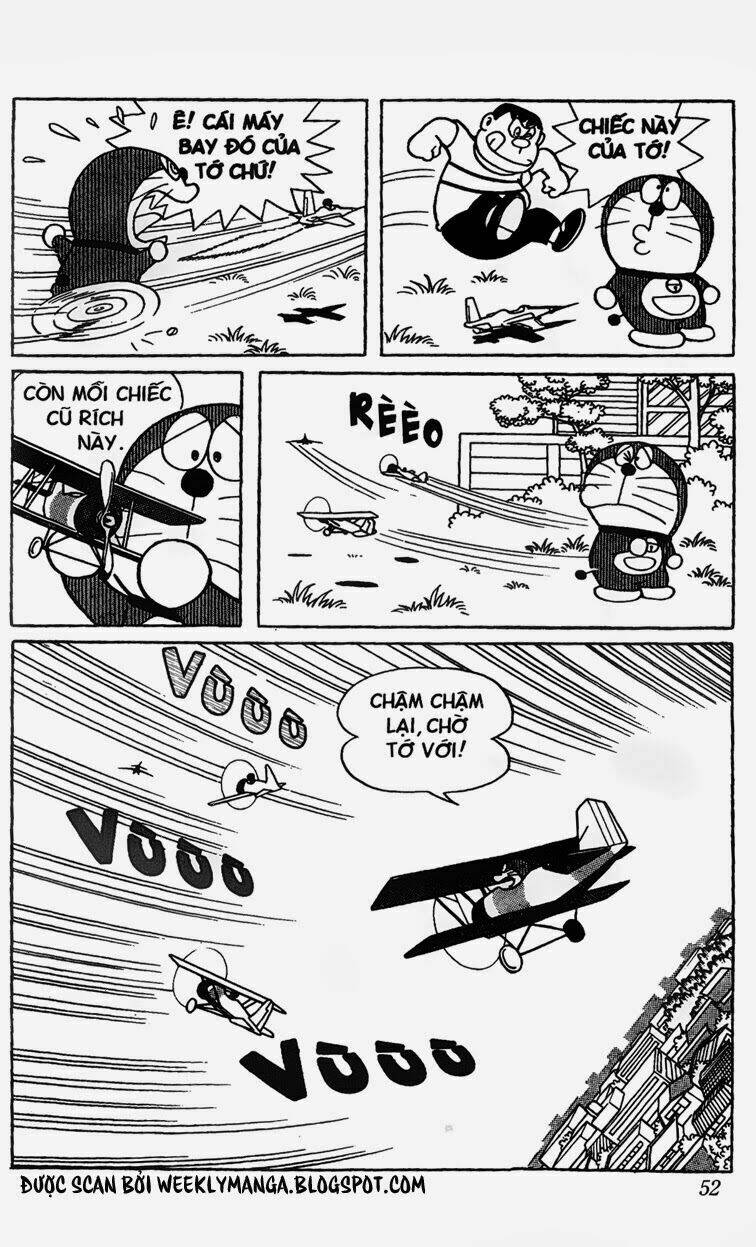 CHIẾC NÀY
CỦA TỚ!
Ê! CÁI MÁY
BAY ĐÓ CỦA
TỚ CHỨ!
RÈÈO
CÒN MỖI CHIẾC
CŨ RÍCH
NÀY.
CHẬM CHẬM
LẠI, CHỜ
TỚ VỚI!
VÙÙÙ
VÙÙÙ
VÙÙÙ
ĐƯỢC SCAN BỞI WEEKLYMANGA.BLOGSPOT.COM
52